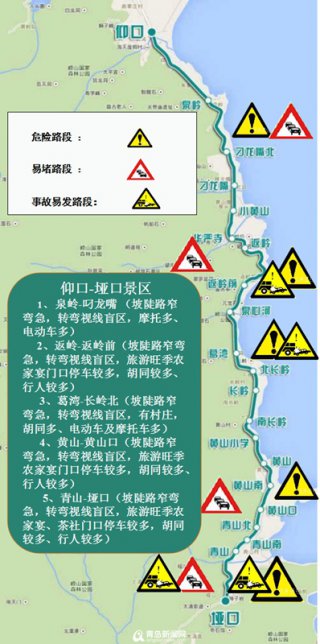 仰口
泉岭
刁龙嘴北
刁龙嘴
小黄山
华严寺
返岭
返岭前
泉心河
葛湾
北长岭
长岭
南长岭
黄山小学
黄山
黄山南
黄山口
青山北
青山南
青山
垭口
危险路段 ：
易堵路段：
事故易发路段：
仰口-垭口景区
1、泉岭-刁龙嘴（坡陡路窄
弯急，转弯视线盲区，摩托多、
电动车多）
2、返岭-返岭前（坡陡路窄弯
急，转弯视线盲区，旅游旺季农
家宴门口停车较多，胡同较多、
行人较多）
3、葛湾-长岭北（坡陡路窄弯
急，转弯视线盲区，有村庄，
胡同多、电动车及摩托车多）
4、黄山-黄山口（坡陡路窄
弯急，转弯视线盲区，旅游旺季
农家宴门口停车较多，胡同较多、
行人较多）
5、青山-垭口（坡陡路窄弯
急，转弯视线盲区，旅游旺季农
家宴、茶社门口停车较多，胡同
较多、行人较多）
青岛新闻网